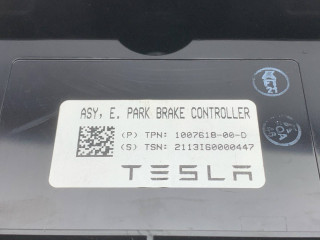 ASY, E. PARK BRAKE CONTROLLER
(P) TPN: 1007618-00-D
(S) TSN: 2113I60000447
TESLA